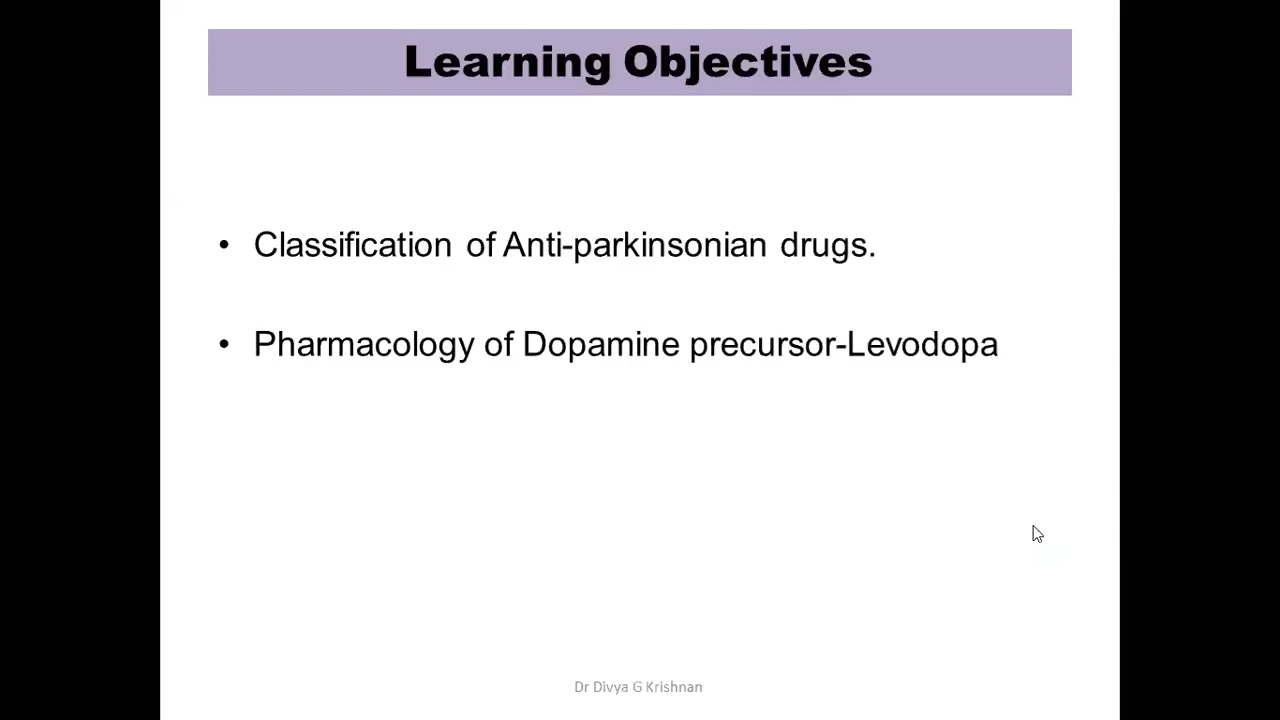 Learning Objectives
• Classification of Anti-parkinsonian drugs.
• Pharmacology of Dopamine precursor-Levodopa
Dr Divya G Krishnan